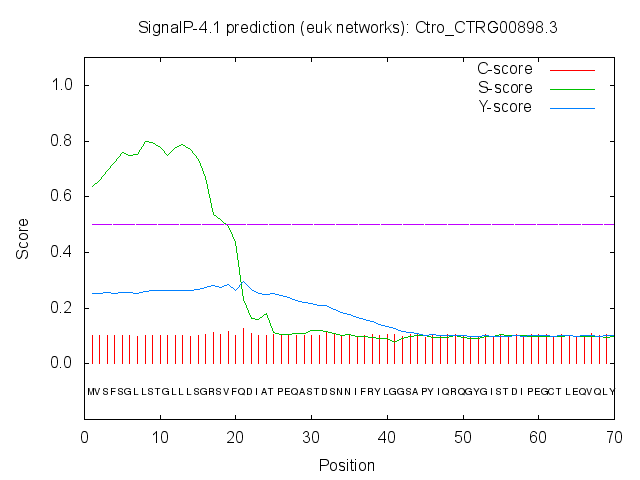 SignalP-4.1 prediction (euk networks): Ctro_CTRG00898.3
C-score
S-score
Y-score
1.0
0.8
0.6
0.4
0.2
0.0
Score
MVSFSGLLSTGLLLSGRSVFQDIATPEQASTDSNNIFRYLGGSAPYIQRQGYGISTDIPEGCTLEQVQLY
0 10 20 30 40 50 60 70
Position